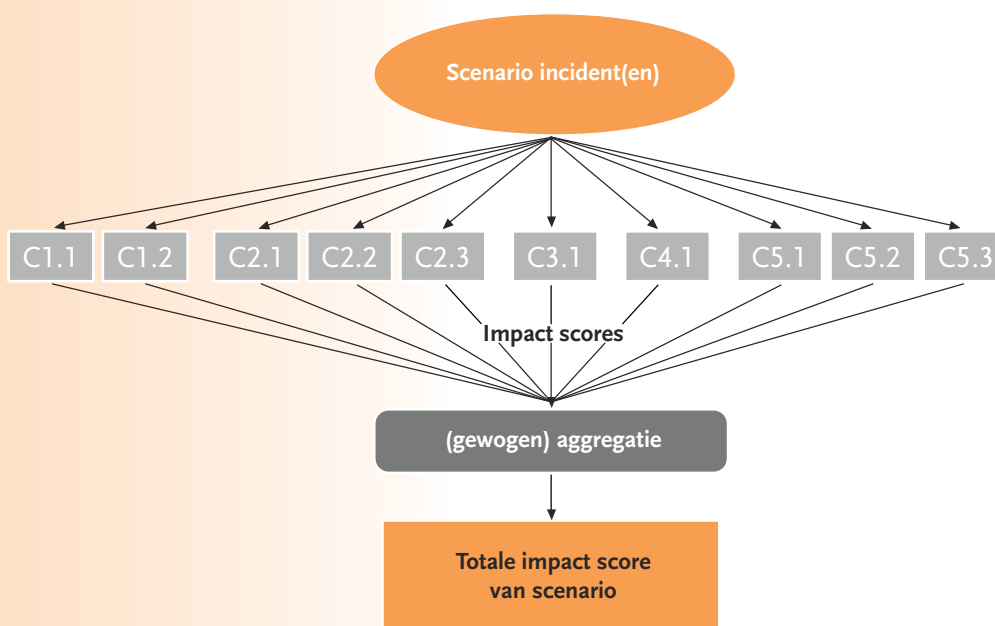 Scenario incident(en)
C1.1 C1.2 C2.1 C2.2 C2.3 C3.1 C4.1 C5.1 C5.2 C5.3
Impact scores
(gewogen) aggregatie
Totale impact score
van scenario